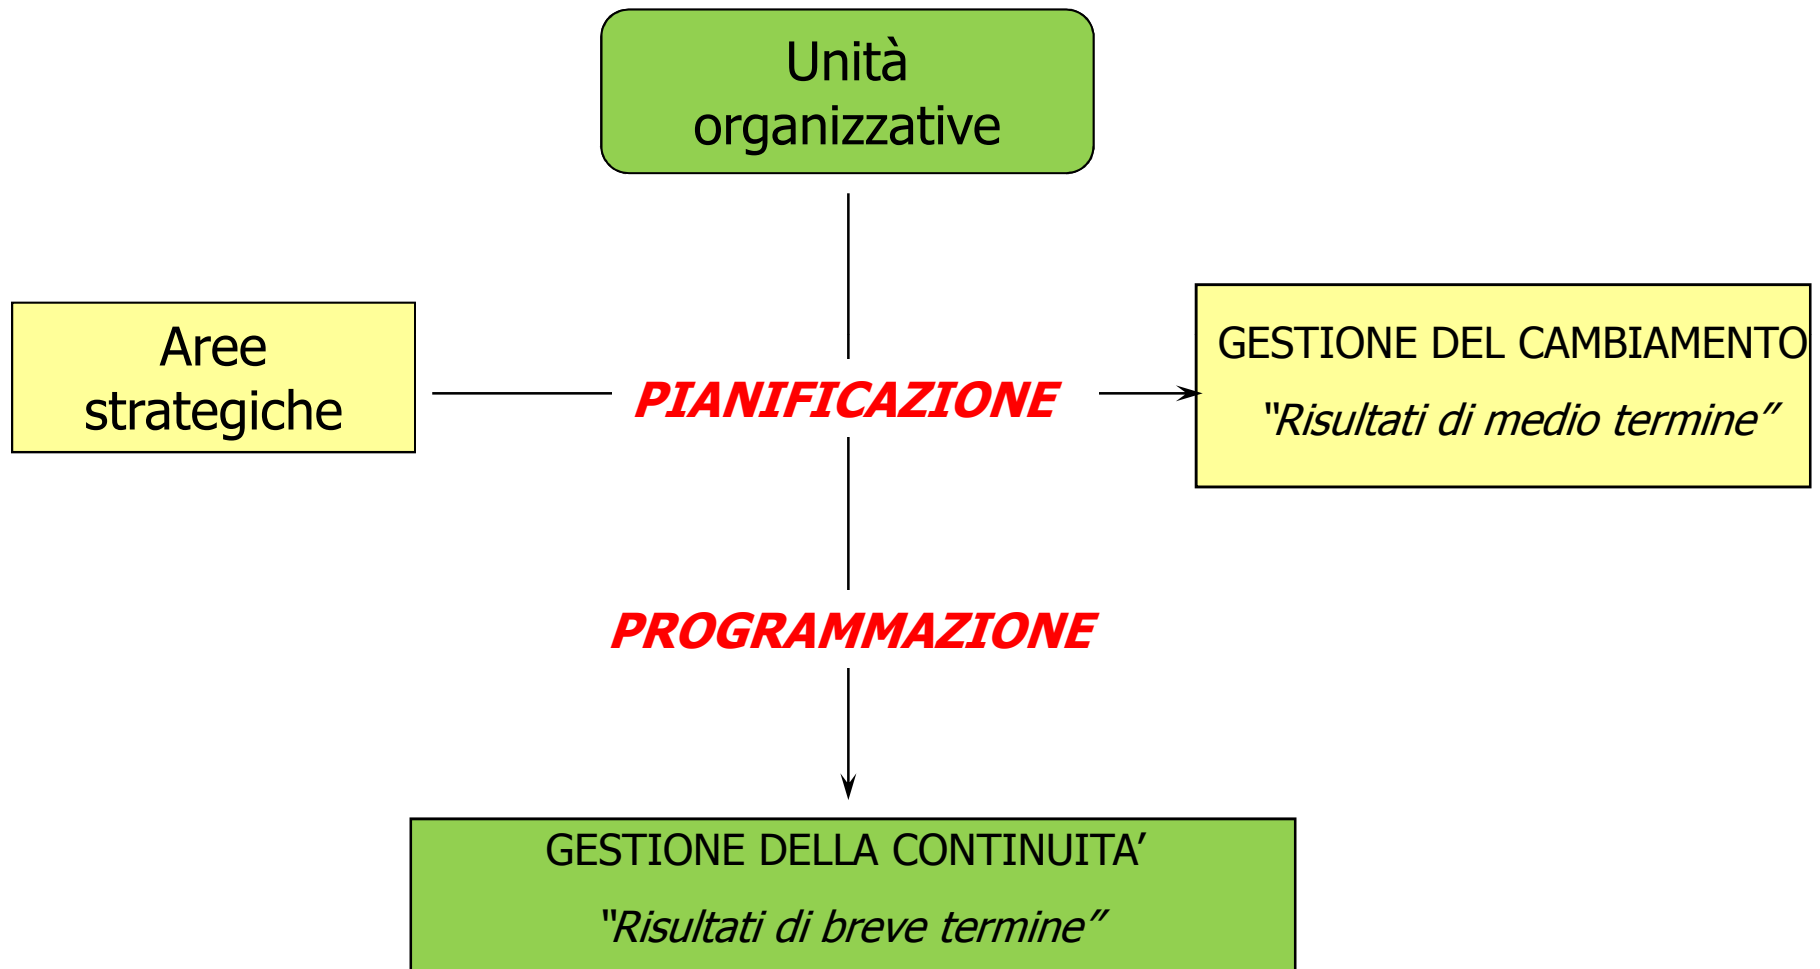 Unità
organizzative
Aree
strategiche
PIANIFICAZIONE
GESTIONE DEL CAMBIAMENTO
“Risultati di medio termine”
PROGRAMMAZIONE
GESTIONE DELLA CONTINUITA’
“Risultati di breve termine”